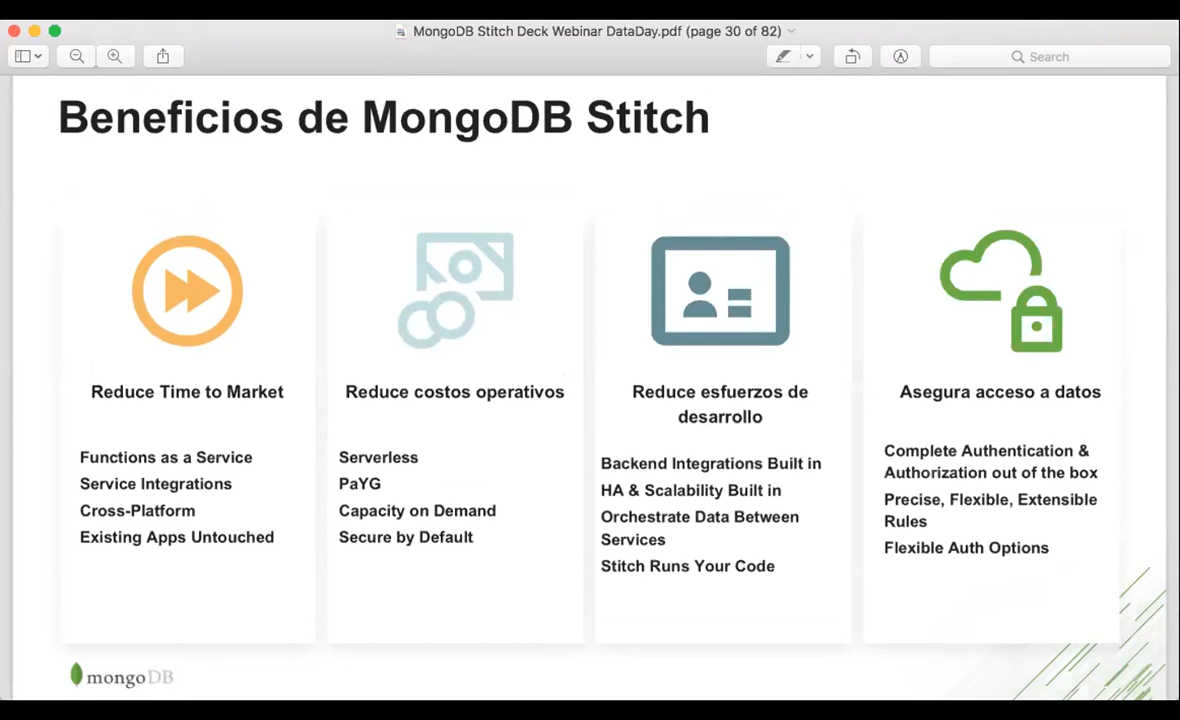 MongoDB Stitch Deck Webinar DataDay.pdf (page 30 of 82)
Search
Beneficios de MongoDB Stitch
Reduce Time to Market
Functions as a Service
Service Integrations
Cross-Platform
Existing Apps Untouched
Reduce costos operativos
Serverless
PaYG
Capacity on Demand
Secure by Default
Reduce esfuerzos de
desarrollo
Backend Integrations Built in
HA & Scalability Built in
Orchestrate Data Between
Services
Stitch Runs Your Code
Asegura acceso a datos
Complete Authentication &
Authorization out of the box
Precise, Flexible, Extensible
Rules
Flexible Auth Options
mongoDB